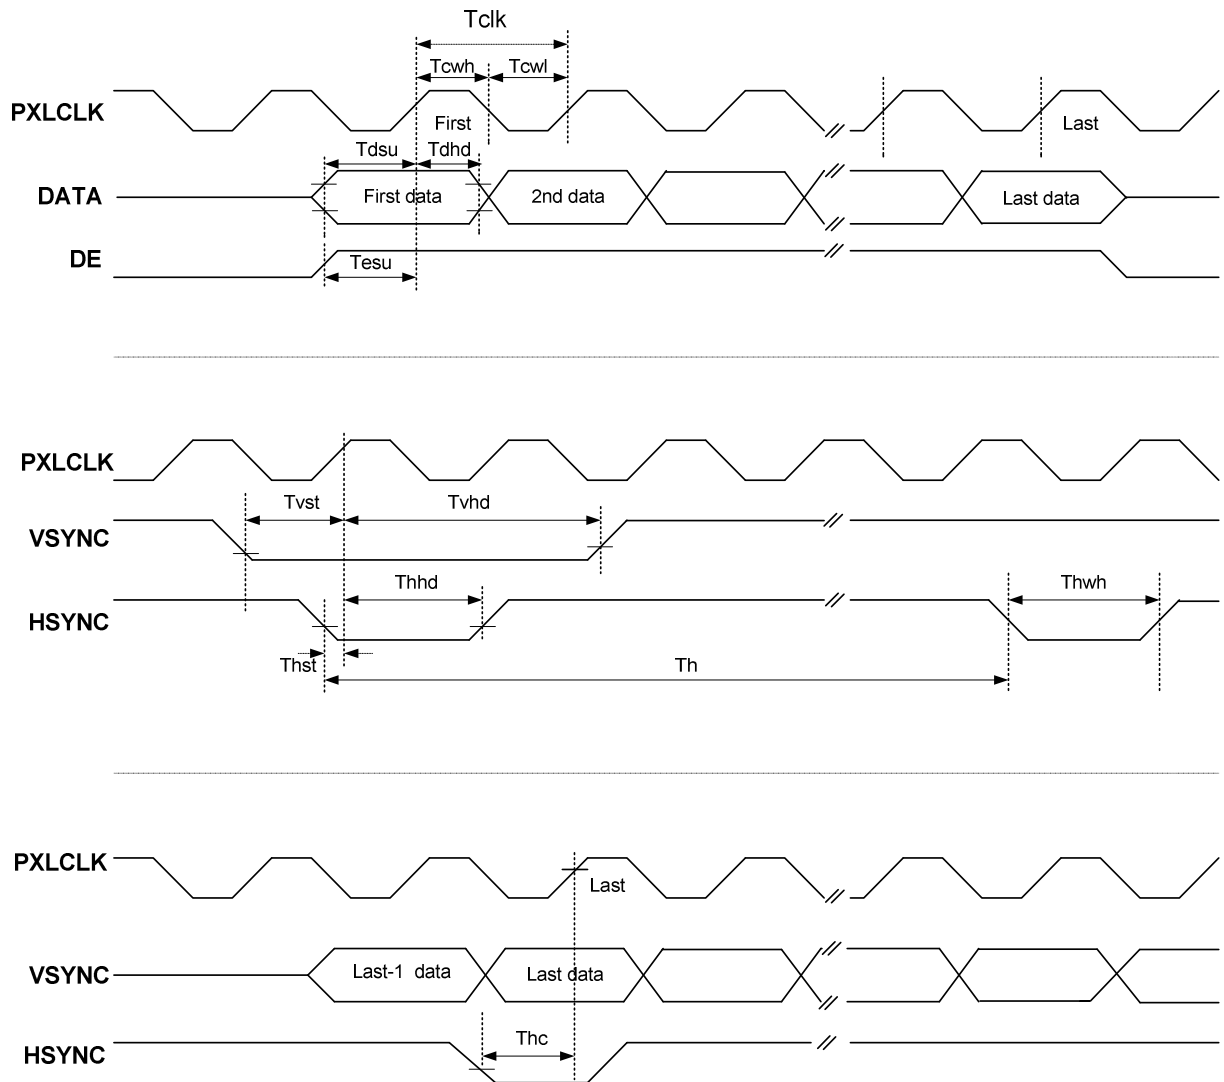 Tclk
Tcwh Tcwl
PXLCLK
First Last
Tdsu Tdhd
DATA First data 2nd data Last data
DE
Tesu
PXLCLK
Tvst Tvhd
VSYNC
Thhd Thwh
HSYNC
Thst
Th
PXLCLK
Last
VSYNC Last-1 data Last data
Thc
HSYNC